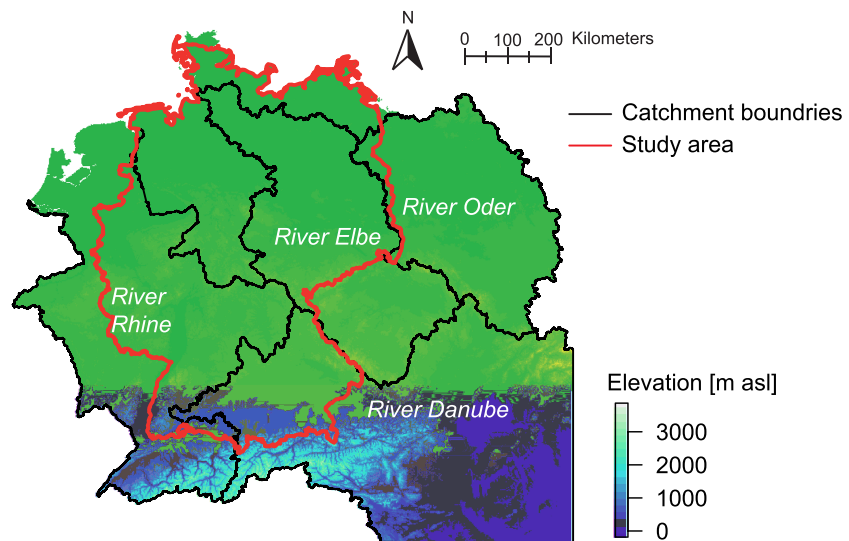 N
0 100 200 Kilometers
Catchment boundries
Study area
River Oder
River Elbe
River
Rhine
River Danube
Elevation [m asl]
3000
2000
1000
0